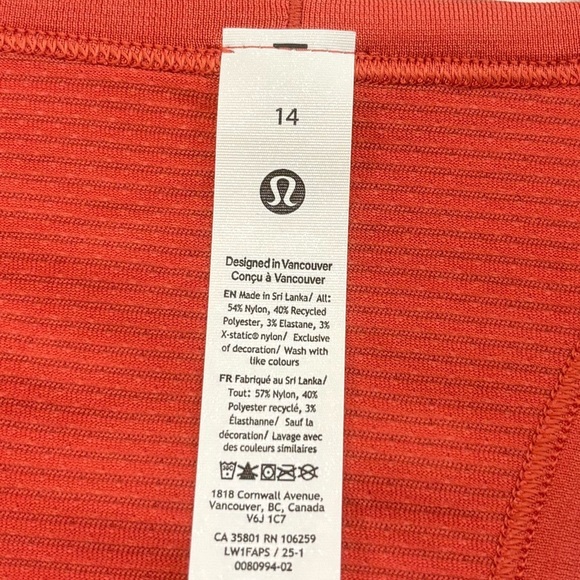 14
Designed in Vancouver
Conçu à Vancouver
EN Made in Sri Lanka/ All:
54% Nylon, 40% Recycled
Polyester, 3% Elastane, 3%
X-static® nylon/ Exclusive
of decoration/ Wash with
like colours
FR Fabriqué au Sri Lanka/
Tout: 57% Nylon, 40%
Polyester recyclé, 3%
Élasthanne/ Sauf la
décoration/ Lavage avec
des couleurs similaires
1818 Cornwall Avenue,
Vancouver, BC, Canada
V6J 1C7
CA 35801 RN 106259
LW1FAPS / 25-1
0080994-02